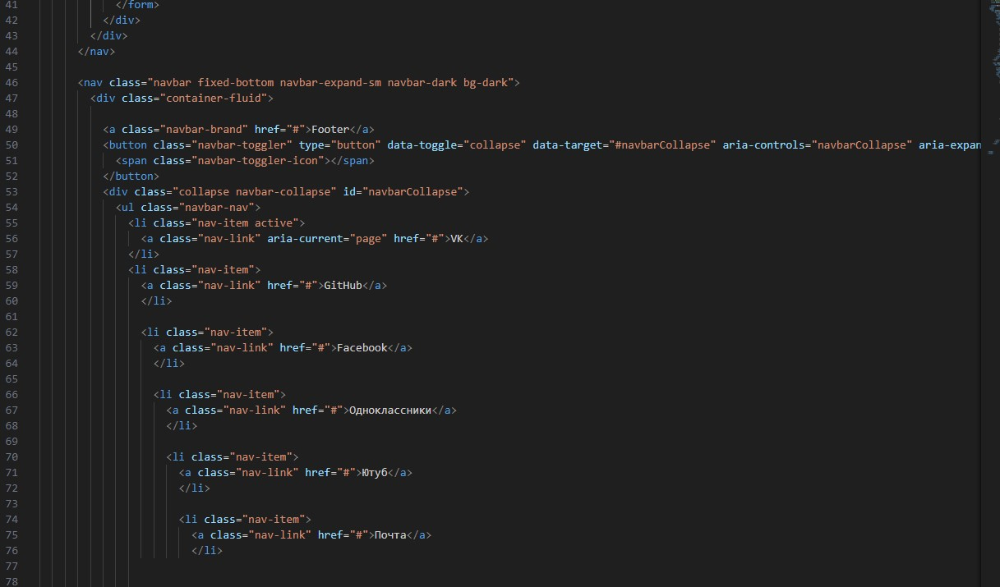 41 </form>
42 </div>
43 </div>
44 </nav>
45
46 <nav class="navbar fixed-bottom navbar-expand-sm navbar-dark bg-dark">
47 <div class="container-fluid">
48
49 <a class="navbar-brand" href="#">Footer</a>
50 <button class="navbar-toggler" type="button" data-toggle="collapse" data-target="#navbarCollapse" aria-controls="navbarCollapse" aria-expan
51 <span class="navbar-toggler-icon"></span>
52 </button>
53 <div class="collapse navbar-collapse" id="navbarCollapse">
54 <ul class="navbar-nav">
55 <li class="nav-item active">
56 <a class="nav-link" aria-current="page" href="#">VK</a>
57 </li>
58 <li class="nav-item">
59 <a class="nav-link" href="#">GitHub</a>
60 </li>
61
62 <li class="nav-item">
63 <a class="nav-link" href="#">Facebook</a>
64 </li>
65
66 <li class="nav-item">
67 <a class="nav-link" href="#">Одноклассники</a>
68 </li>
69
70 <li class="nav-item">
71 <a class="nav-link" href="#">Ютуб</a>
72 </li>
73
74 <li class="nav-item">
75 <a class="nav-link" href="#">Почта</a>
76 </li>
77
78